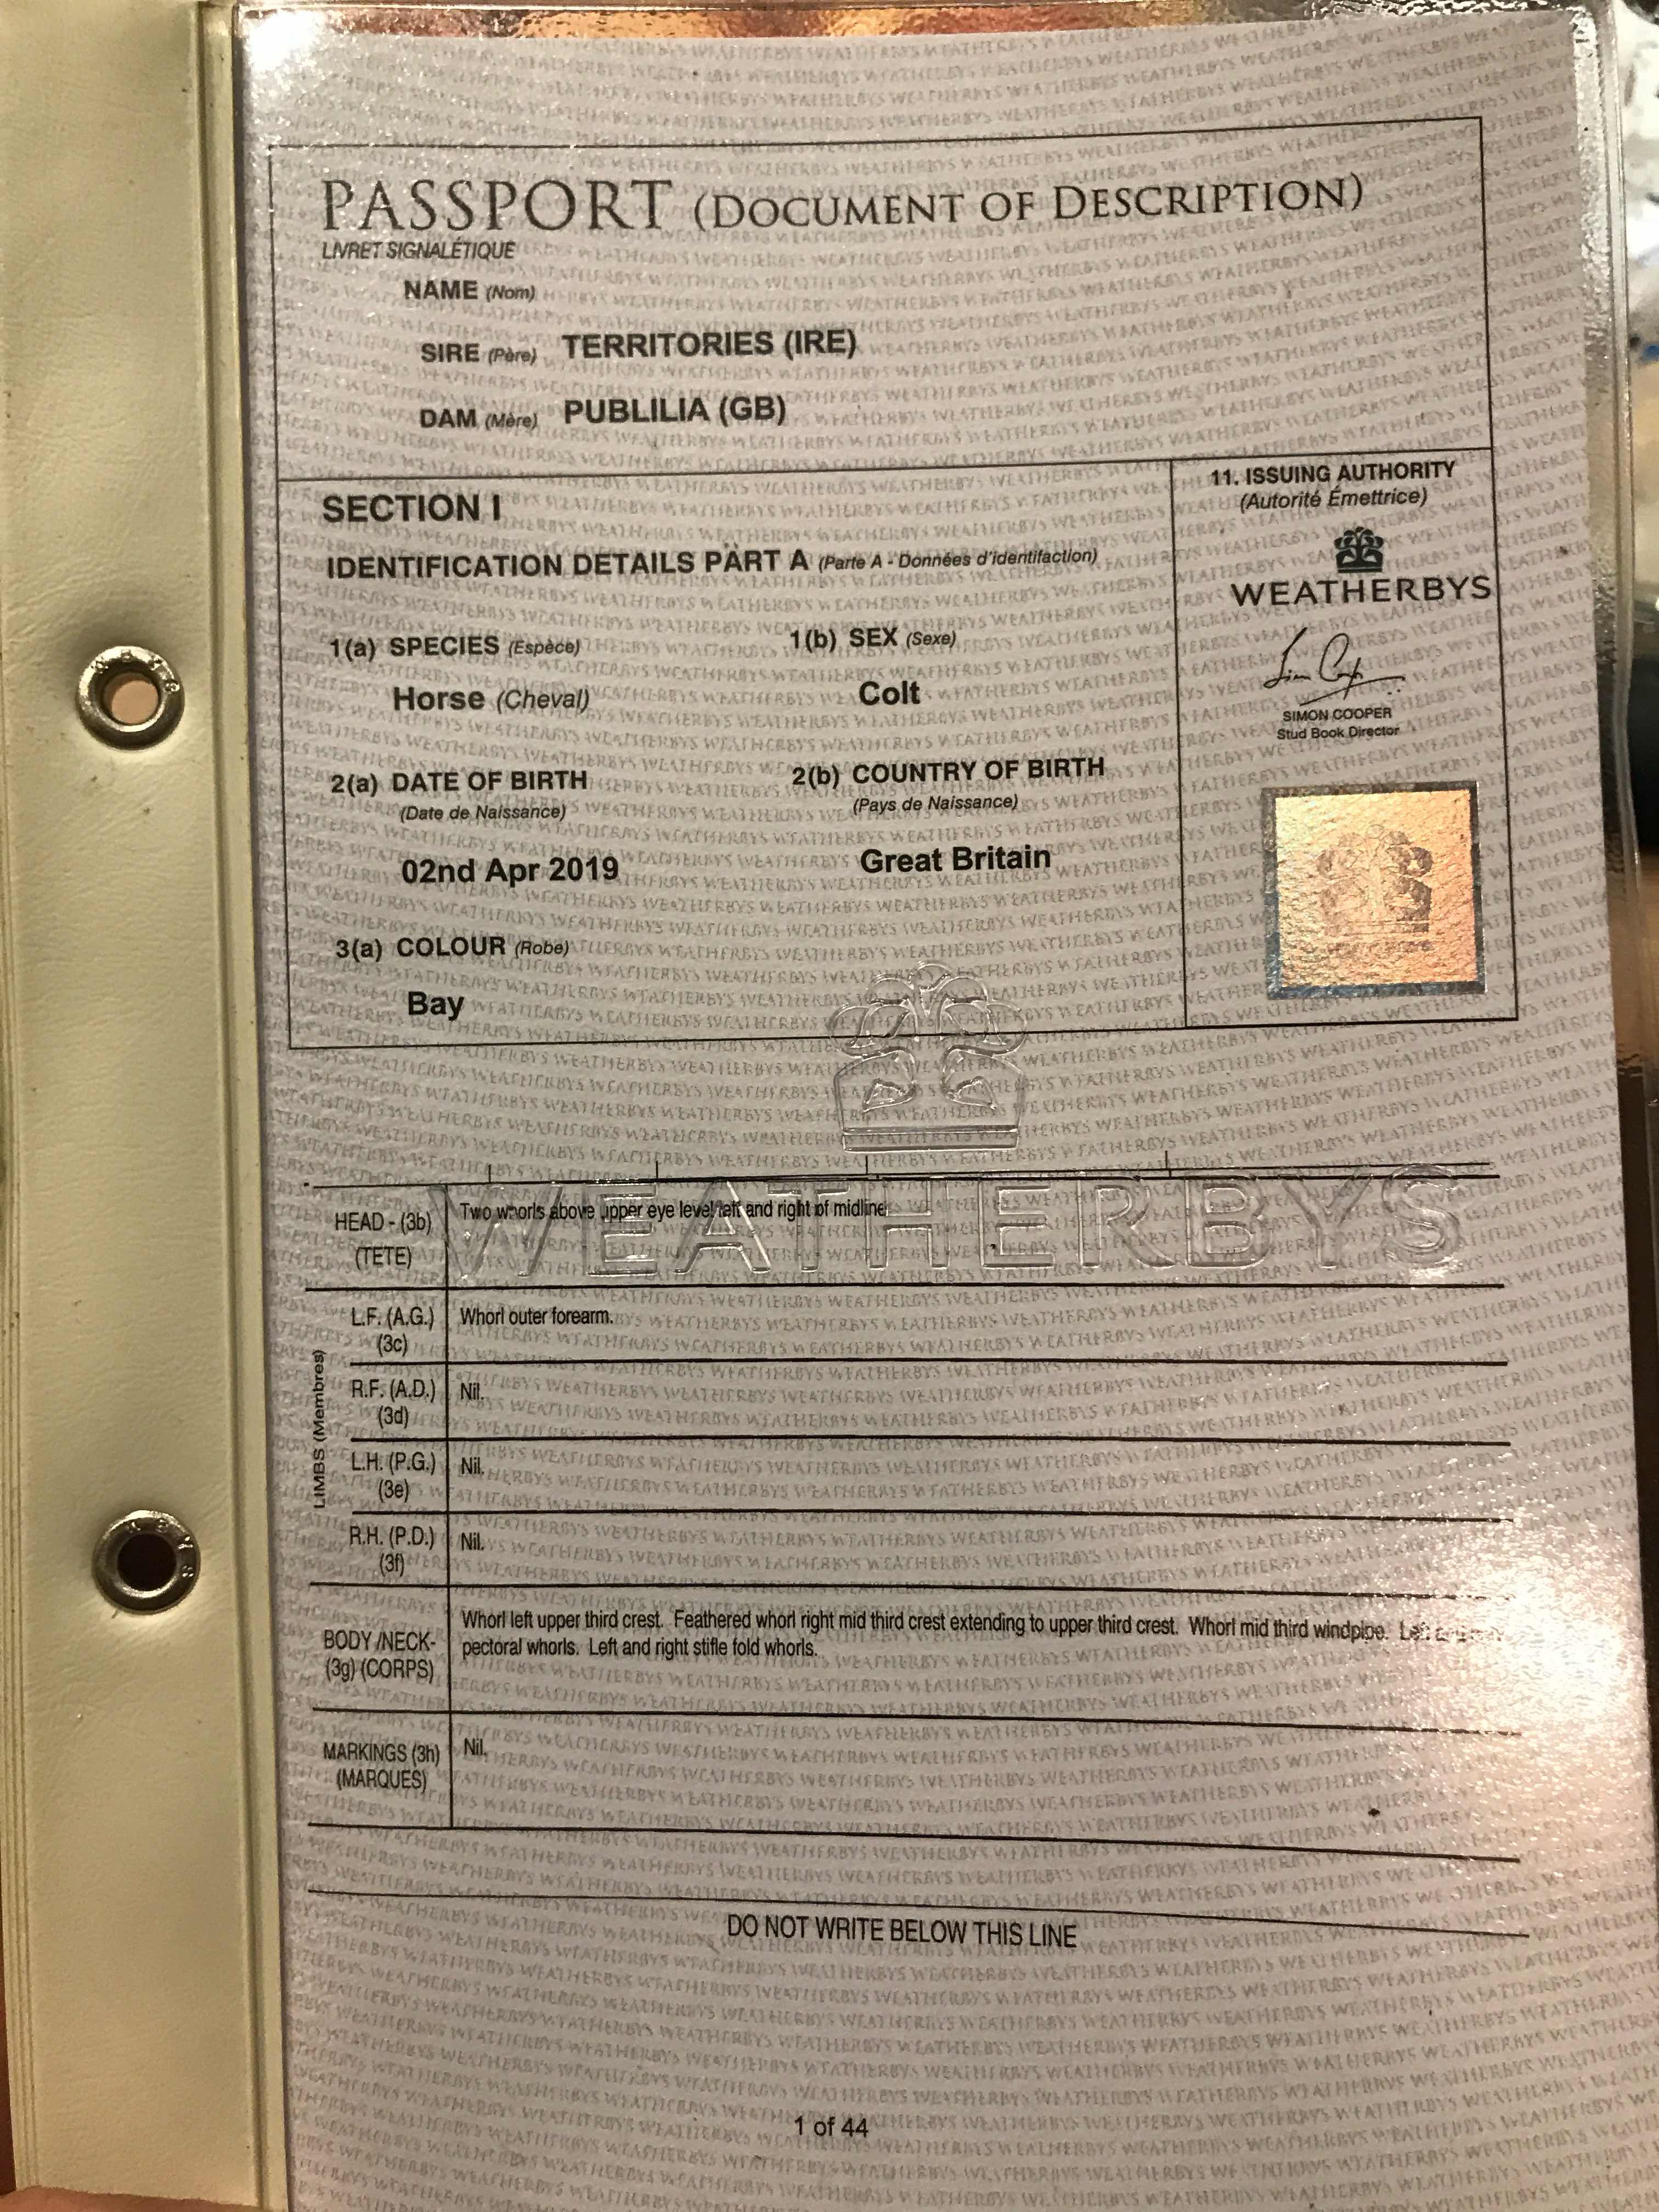 PASSPORT (DOCUMENT OF DESCRIPTION)
LIVRET SIGNALÉTIQUE
NAME (Nom)
SIRE (Père) TERRITORIES (IRE)
DAM (Mère) PUBLILIA (GB)
SECTION I
IDENTIFICATION DETAILS PART A (Parte A - Données d'identifaction)
1(a) SPECIES (Espèce) 1(b) SEX (Sexe)
Horse (Cheval) Colt
2(a) DATE OF BIRTH 2(b) COUNTRY OF BIRTH
(Date de Naissance) (Pays de Naissance)
02nd Apr 2019 Great Britain
3(a) COLOUR (Robe)
Bay
11. ISSUING AUTHORITY
(Autorité Émettrice)
WEATHERBYS
SIMON COOPER
Stud Book Director
WEATHERBYS
HEAD - (3b) Two whorls above upper eye level left and right of midline.
(TETE)
LIMBS (Membres)
L.F. (A.G.) Whorl outer forearm.
(3c)
R.F. (A.D.) Nil.
(3d)
L.H. (P.G.) Nil.
(3e)
R.H. (P.D.) Nil.
(3f)
BODY /NECK- Whorl left upper third crest. Feathered whorl right mid third crest extending to upper third crest. Whorl mid third windpipe. Left
(3g) (CORPS) pectoral whorls. Left and right stifle fold whorls.
MARKINGS (3h) Nil.
(MARQUES)
DO NOT WRITE BELOW THIS LINE
1 of 44